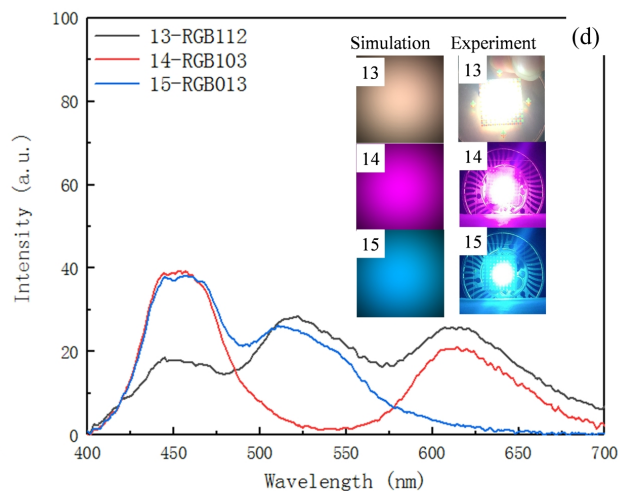 (d)
13-RGB112
14-RGB103
15-RGB013
Simulation Experiment
13 13
14 14
15 15
Intensity (a.u.)
100
80
60
40
20
0
400 450 500 550 600 650 700
Wavelength (nm)